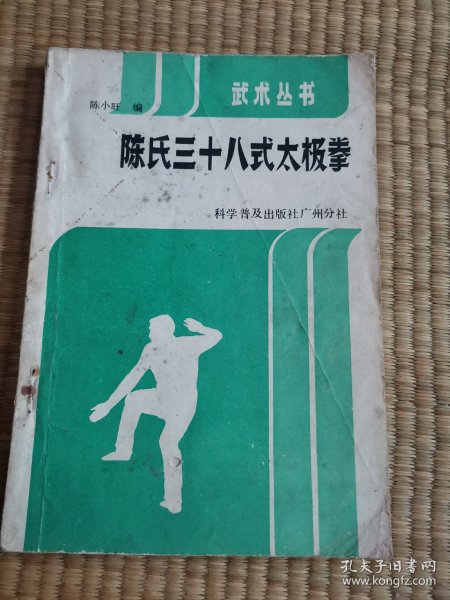 武术丛书
陈小旺 编
陈氏三十八式太极拳
科学普及出版社广州分社
孔夫子旧书网
www.kongfz.com